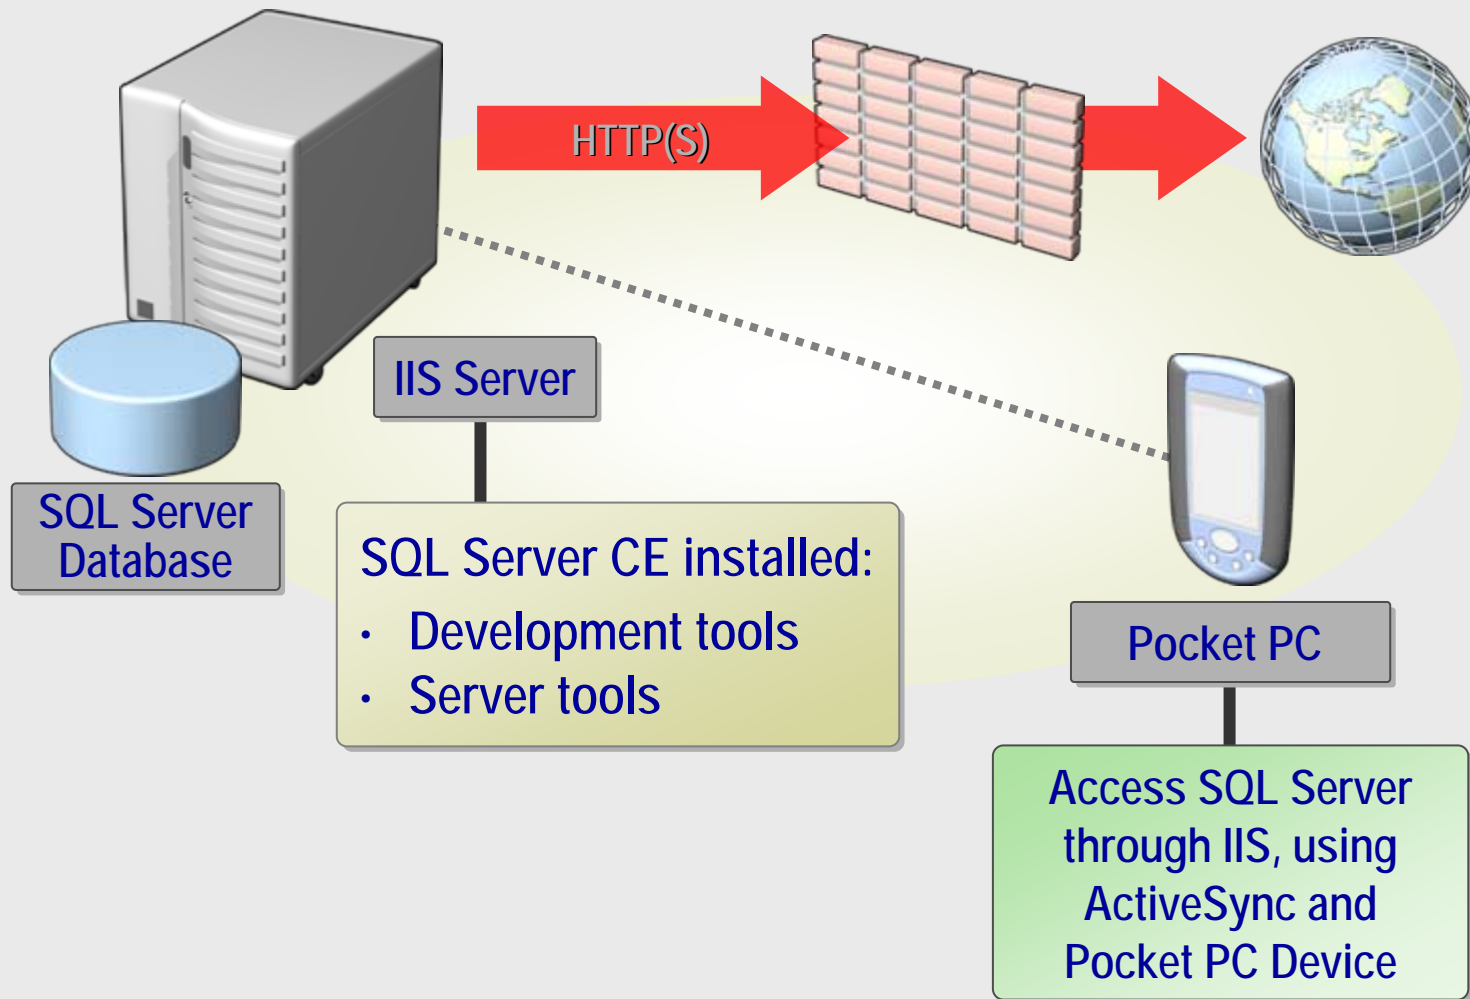 HTTP(S)
IIS Server
SQL Server
Database
SQL Server CE installed:
• Development tools
• Server tools
Pocket PC
Access SQL Server
through IIS, using
ActiveSync and
Pocket PC Device